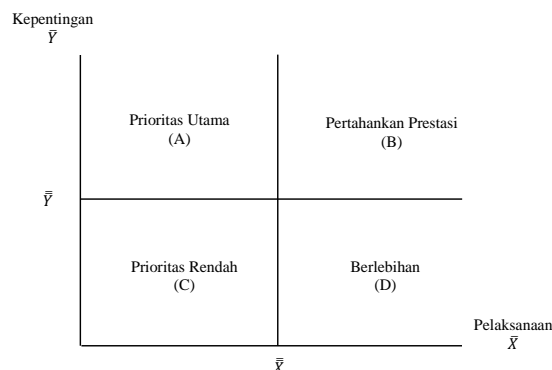 Kepentingan
Ȳ
Prioritas Utama
(A)
Pertahankan Prestasi
(B)
Y̿
Prioritas Rendah
(C)
Berlebihan
(D)
Pelaksanaan
X̄
X̿